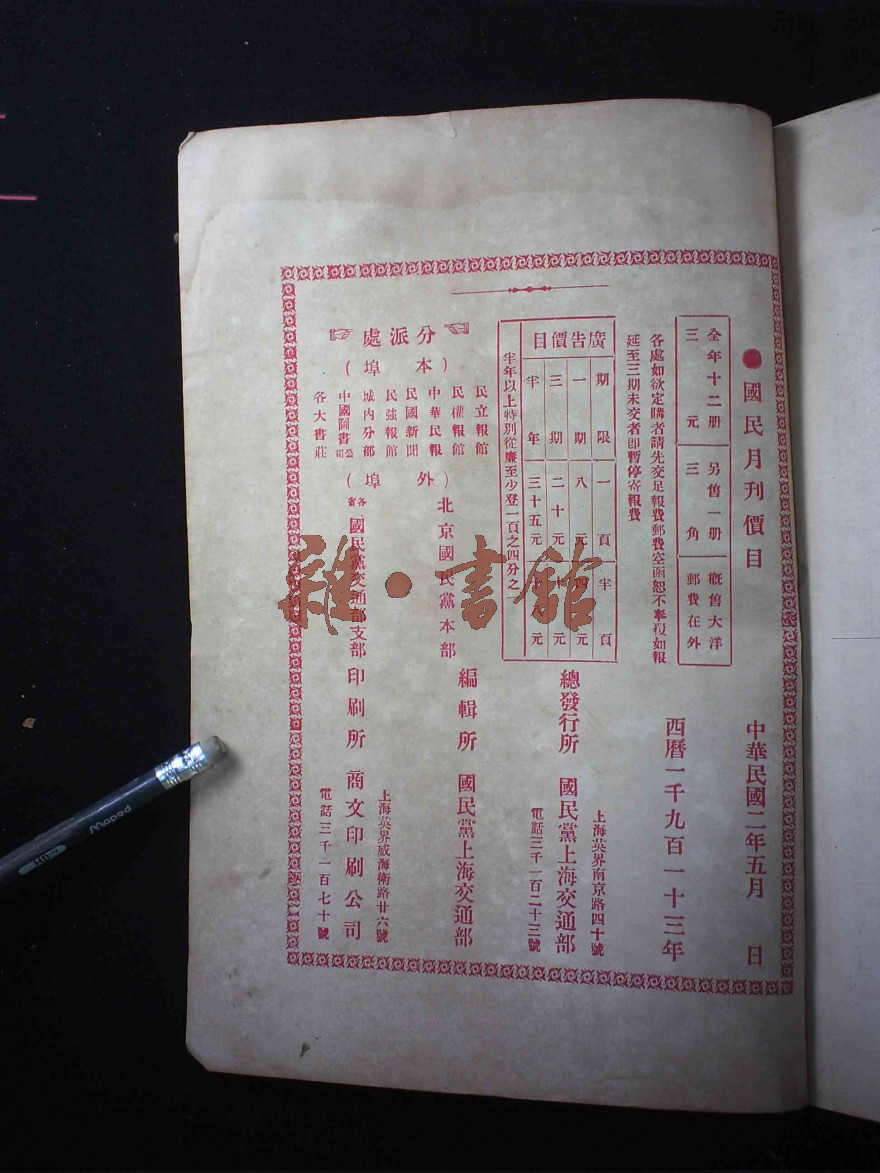 國民月刊價目
全年十二册 另售一册 概售大洋
三元 三角 郵費在外
各處如欲定購者請先交足報費郵費空函恕不奉覆如報
延至三期未交者即暫停寄報費
廣告價目
期限 一頁 半頁
一期 八元 四元
三期 二十元 十元
半年 三十五元 十八元
半年以上特別從廉至少登一頁之四分之一
分派處
(本埠)
民立報館
民權報館
中華民報
民國新聞
民強報館
城內分部
中國圖書公司
各大書莊
(外埠)
北京國民黨本部
各省國民黨交通部支部
中華民國二年五月 日
西曆一千九百一十三年
總發行所 國民黨上海交通部
上海英界南京路四十號
電話三千一百二十三號
編輯所 國民黨上海交通部
印刷所 商文印刷公司
上海英界威海衛路廿六號
電話三千一百七十號
雜·書館
Mapeed